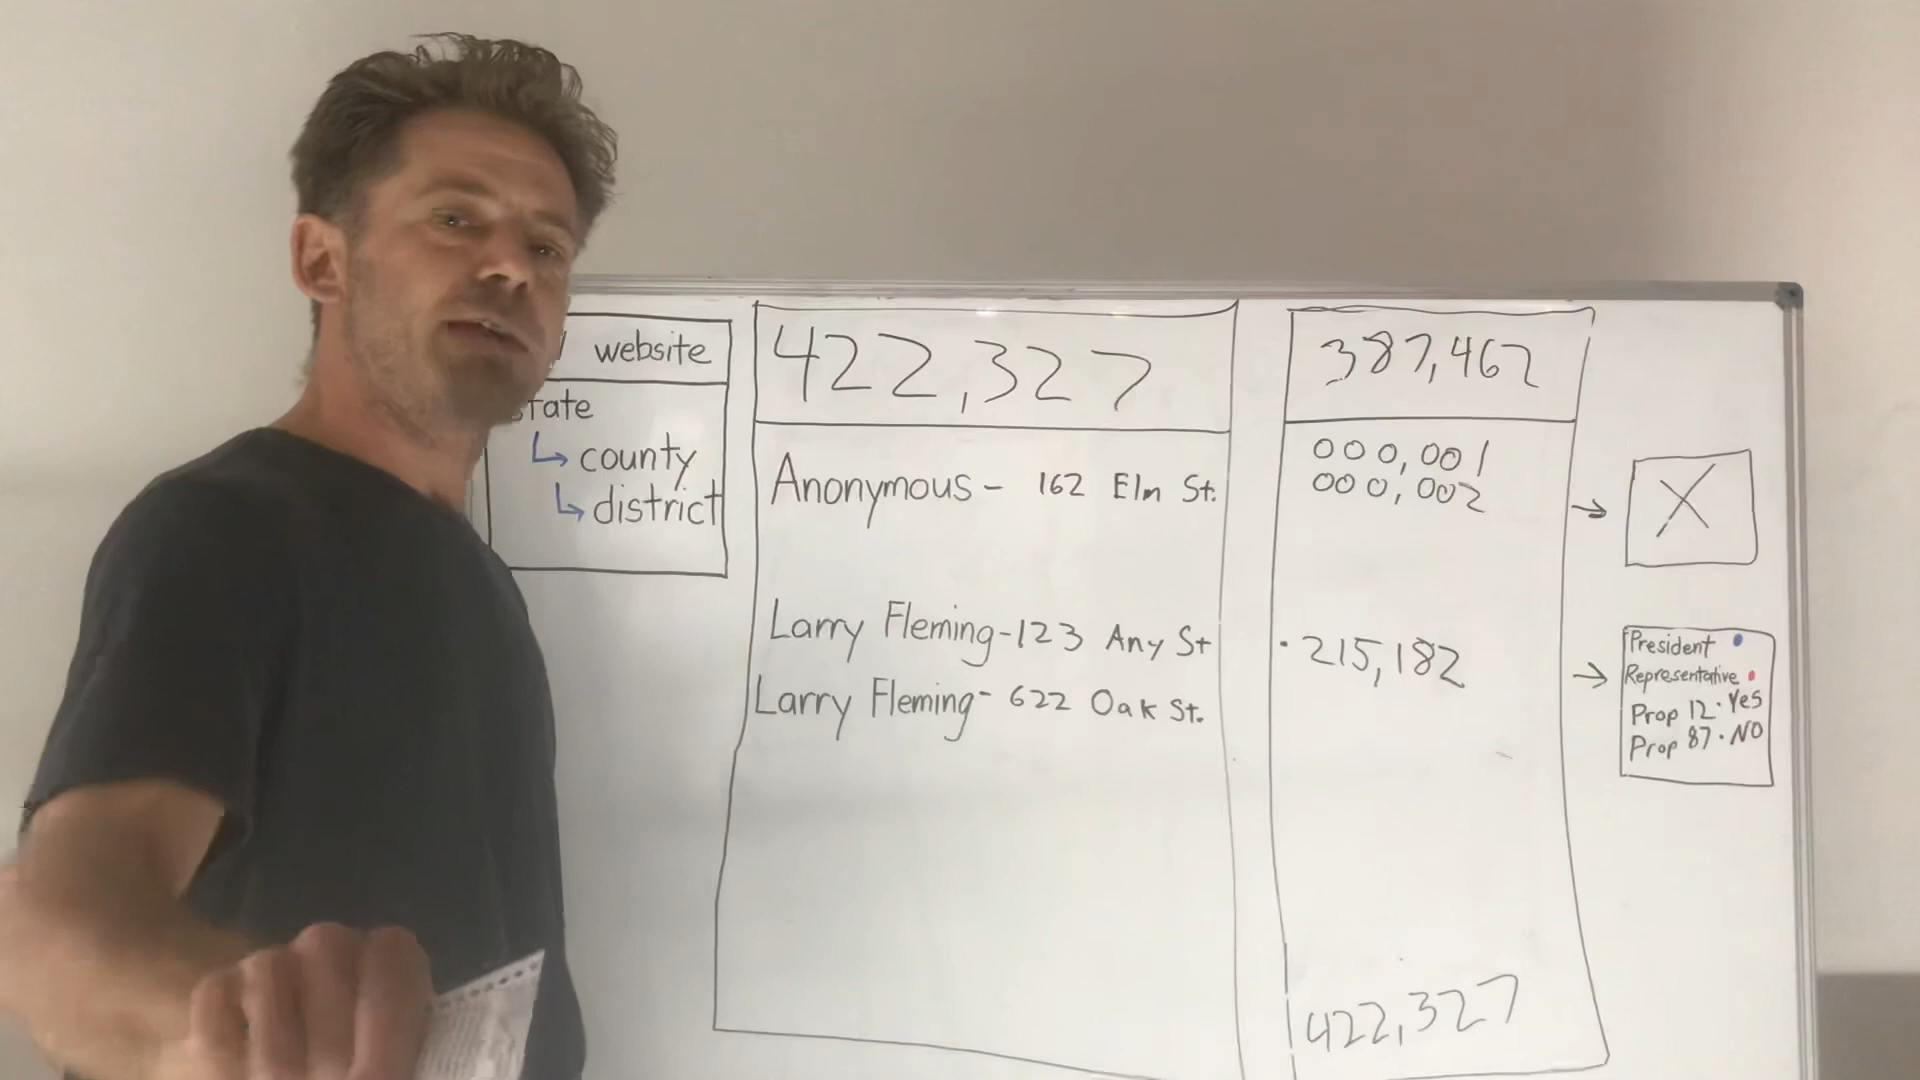 website
state
county
district
422,327
Anonymous - 162 Elm St.
Larry Fleming - 123 Any St
Larry Fleming - 622 Oak St.
387,462
000,001
000,002
· 215,182
422,327
X
President
Representative
Prop 12 · Yes
Prop 87 · NO